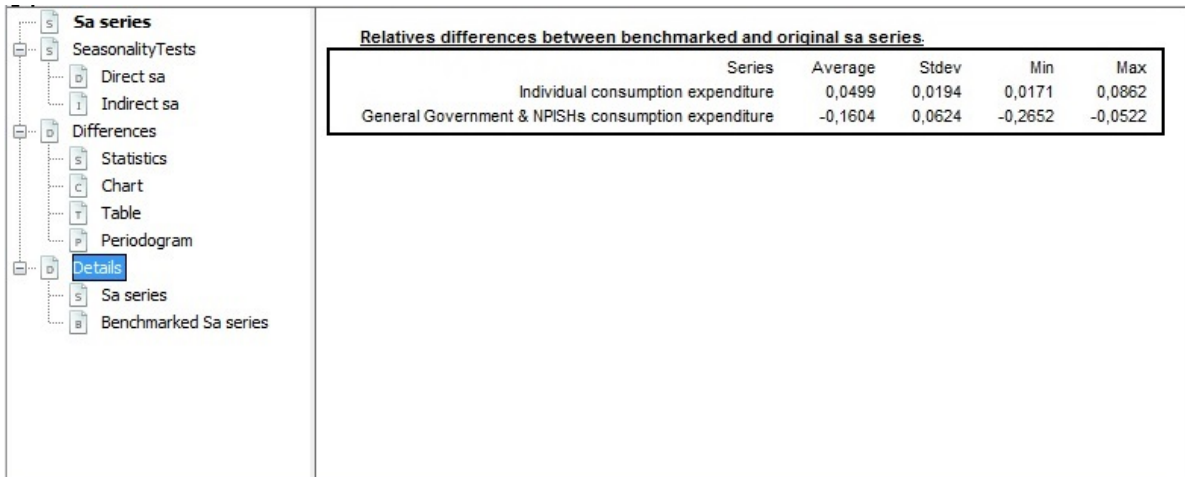 Sa series
SeasonalityTests
Direct sa
Indirect sa
Differences
Statistics
Chart
Table
Periodogram
Details
Sa series
Benchmarked Sa series
Relatives differences between benchmarked and original sa series.
Series Average Stdev Min Max
Individual consumption expenditure 0,0499 0,0194 0,0171 0,0862
General Government & NPISHs consumption expenditure -0,1604 0,0624 -0,2652 -0,0522